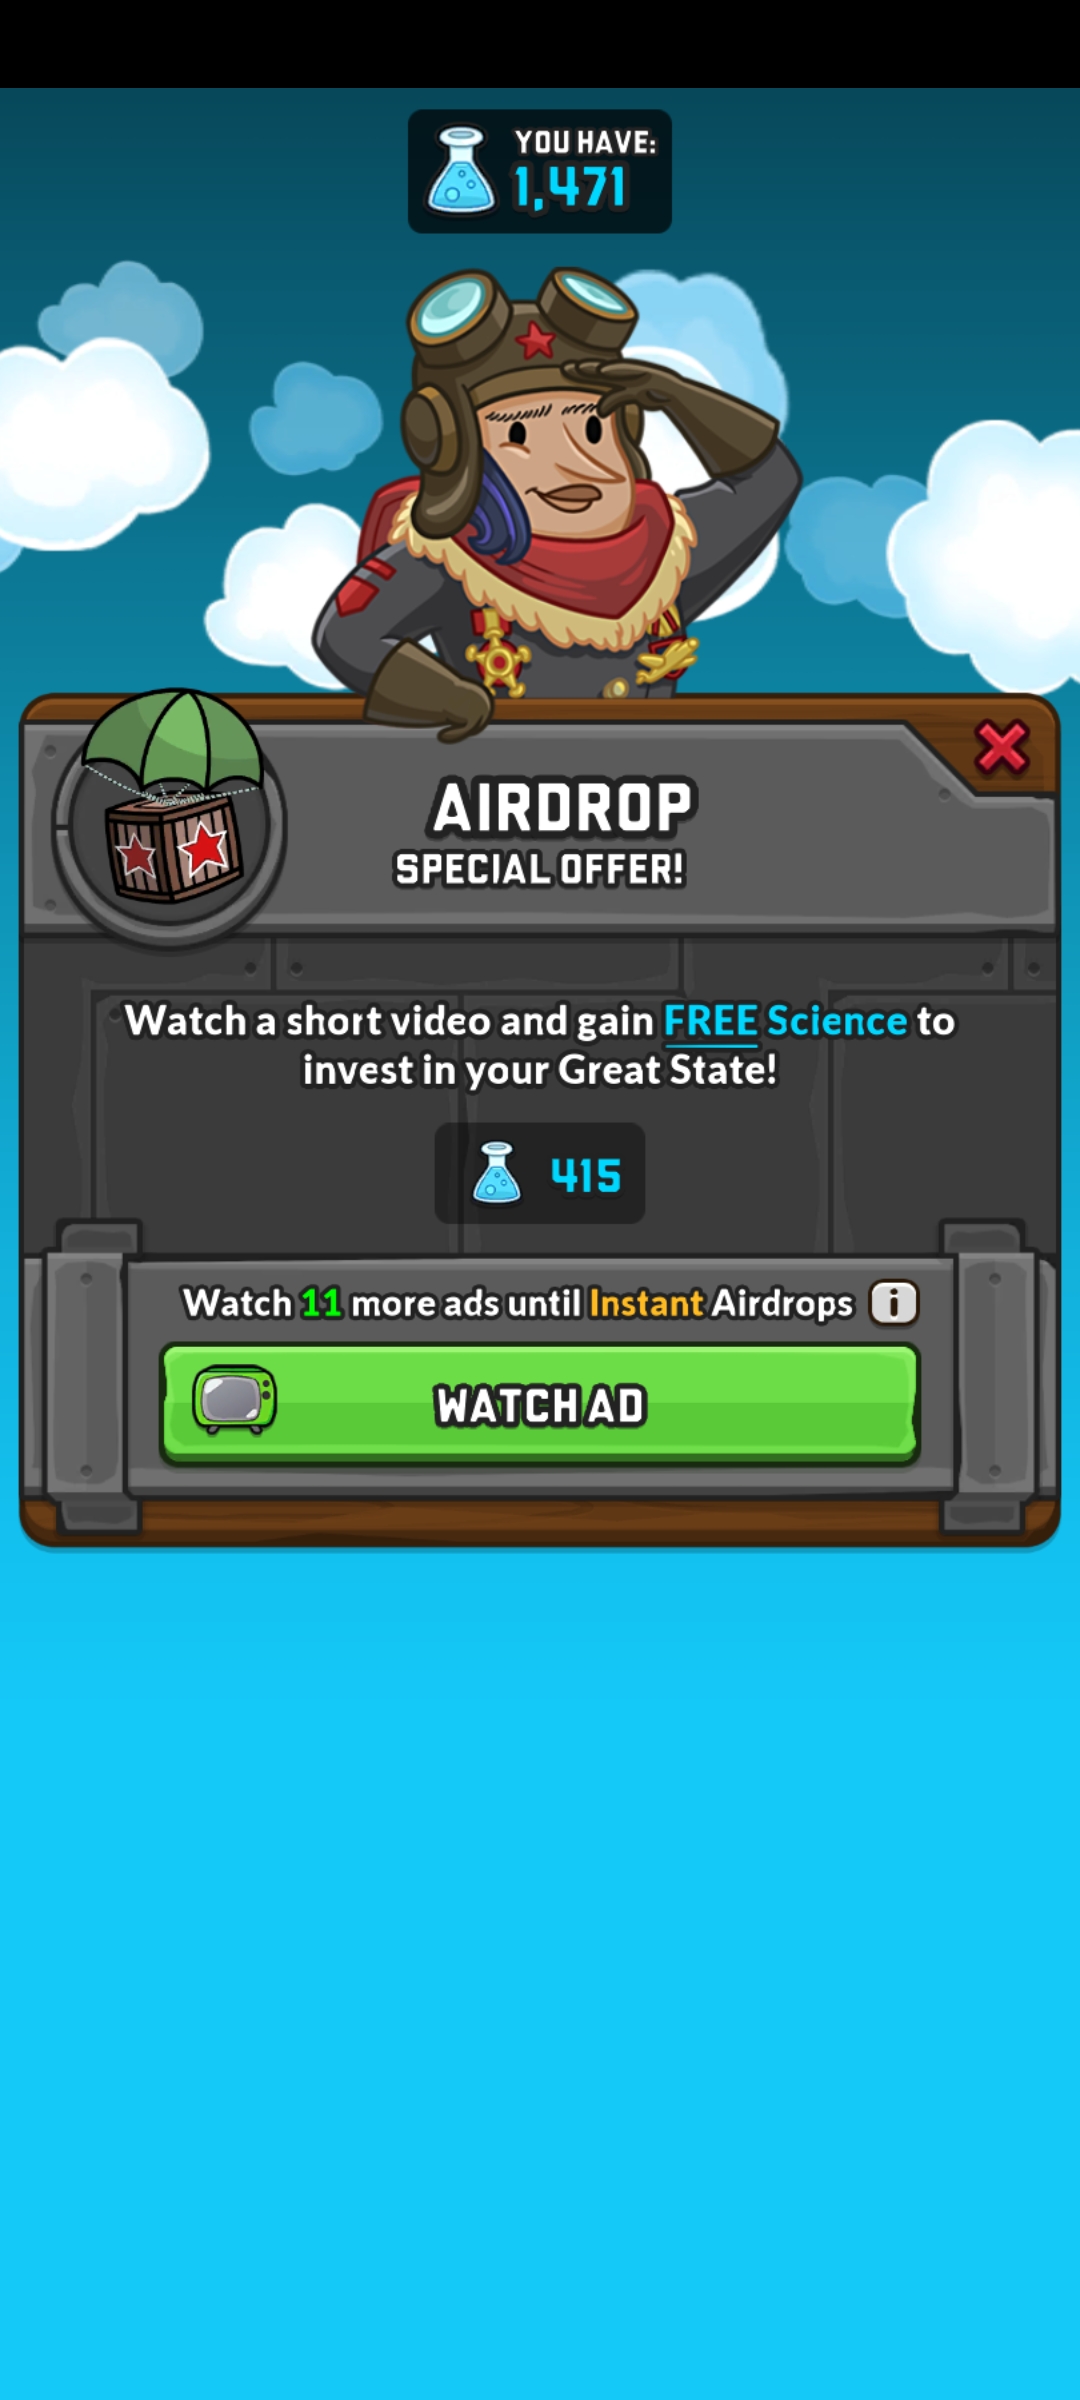 YOU HAVE:
1,471
AIRDROP
SPECIAL OFFER!
Watch a short video and gain FREE Science to
invest in your Great State!
415
Watch 11 more ads until Instant Airdrops i
WATCH AD